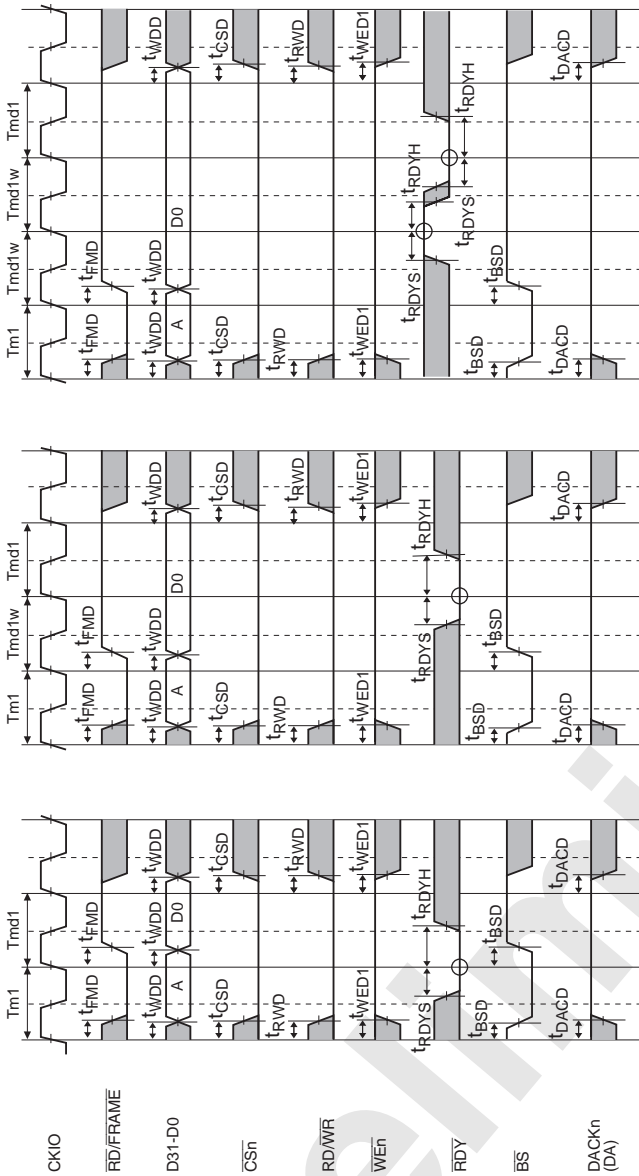 Tm1 Tmd1
Tm1 Tmd1w Tmd1
Tm1 Tmd1w Tmd1w Tmd1
CKIO
RD/FRAME
tFMD tFMD
tFMD tFMD
tFMD tFMD
D31-D0
tWDD A tWDD D0 tWDD
tWDD A tWDD D0 tWDD
tWDD A tWDD D0 tWDD
CSn
tCSD tCSD
tCSD tCSD
tCSD tCSD
RD/WR
tRWD tRWD
tRWD tRWD
tRWD tRWD
WEn
tWED1 tWED1
tWED1 tWED1
tWED1 tWED1
RDY
tRDYS tRDYH
tRDYS tRDYH
tRDYS tRDYH
tRDYS tRDYH
BS
tBSD tBSD
tBSD tBSD
tBSD tBSD
DACKn
(DA)
tDACD tDACD
tDACD tDACD
tDACD tDACD
elimi